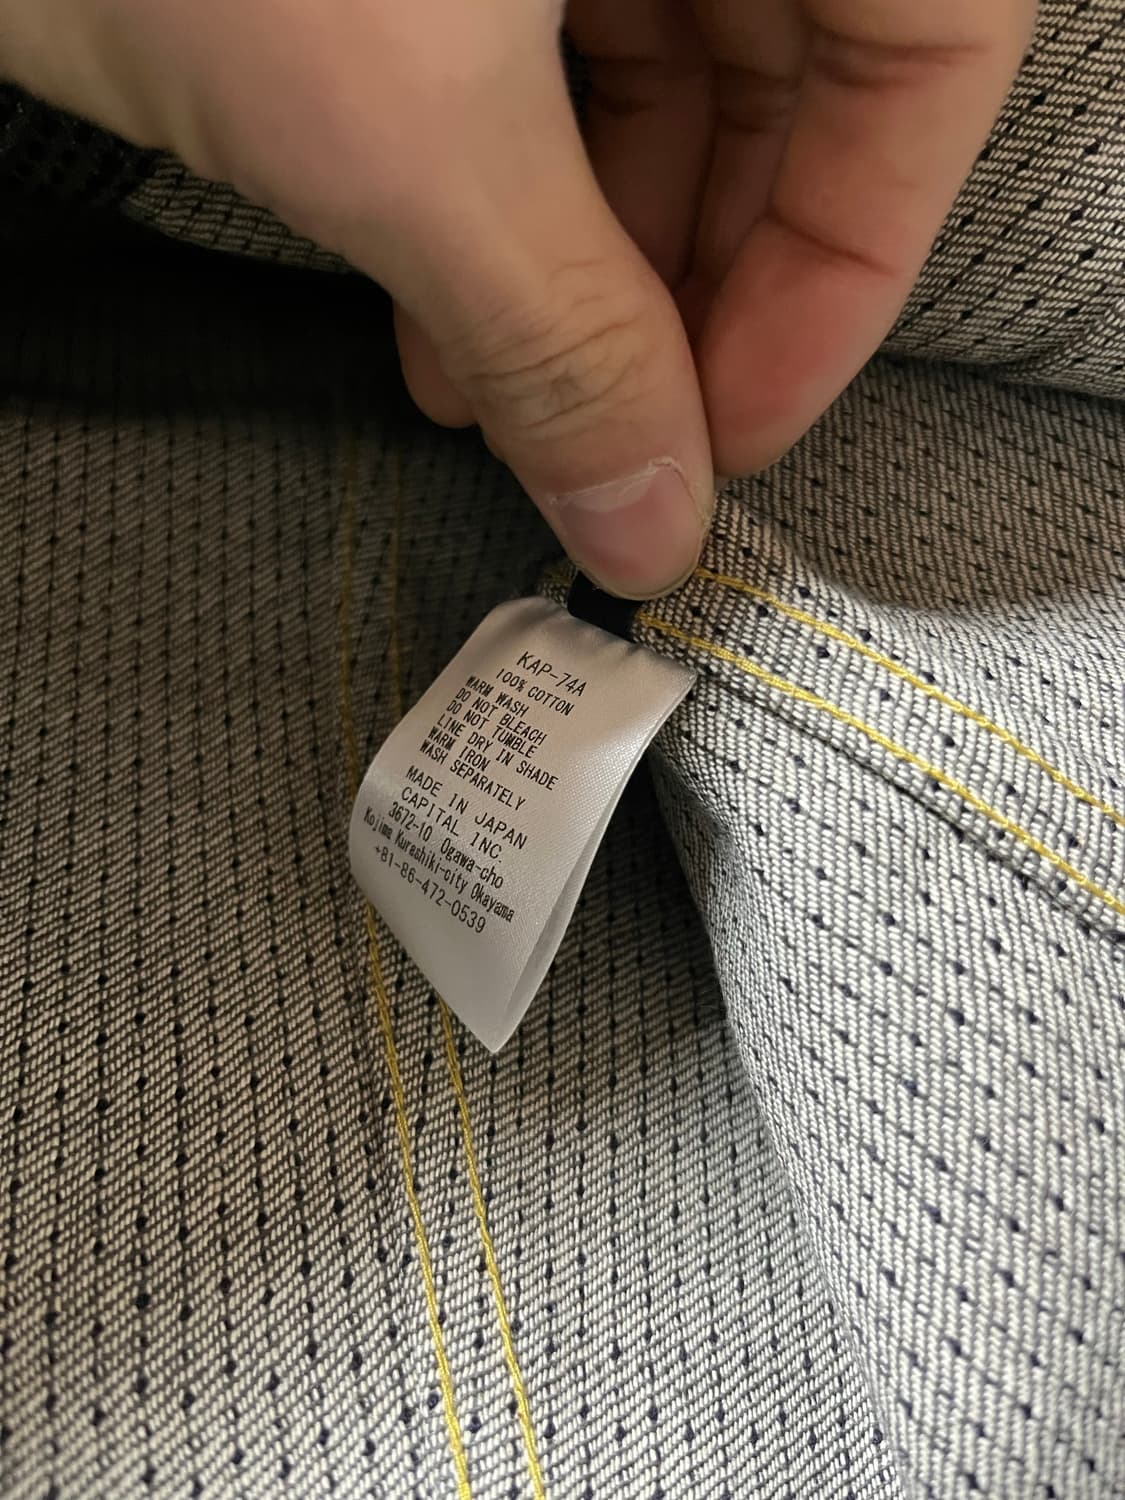 KAP-74A
100% COTTON
WARM WASH
DO NOT BLEACH
DO NOT TUMBLE
LINE DRY IN SHADE
WARM IRON
WASH SEPARATELY
MADE IN JAPAN
CAPITAL INC.
3672-10 Ogawa-cho
Kojima Kurashiki-city Okayama
+81-86-472-0539